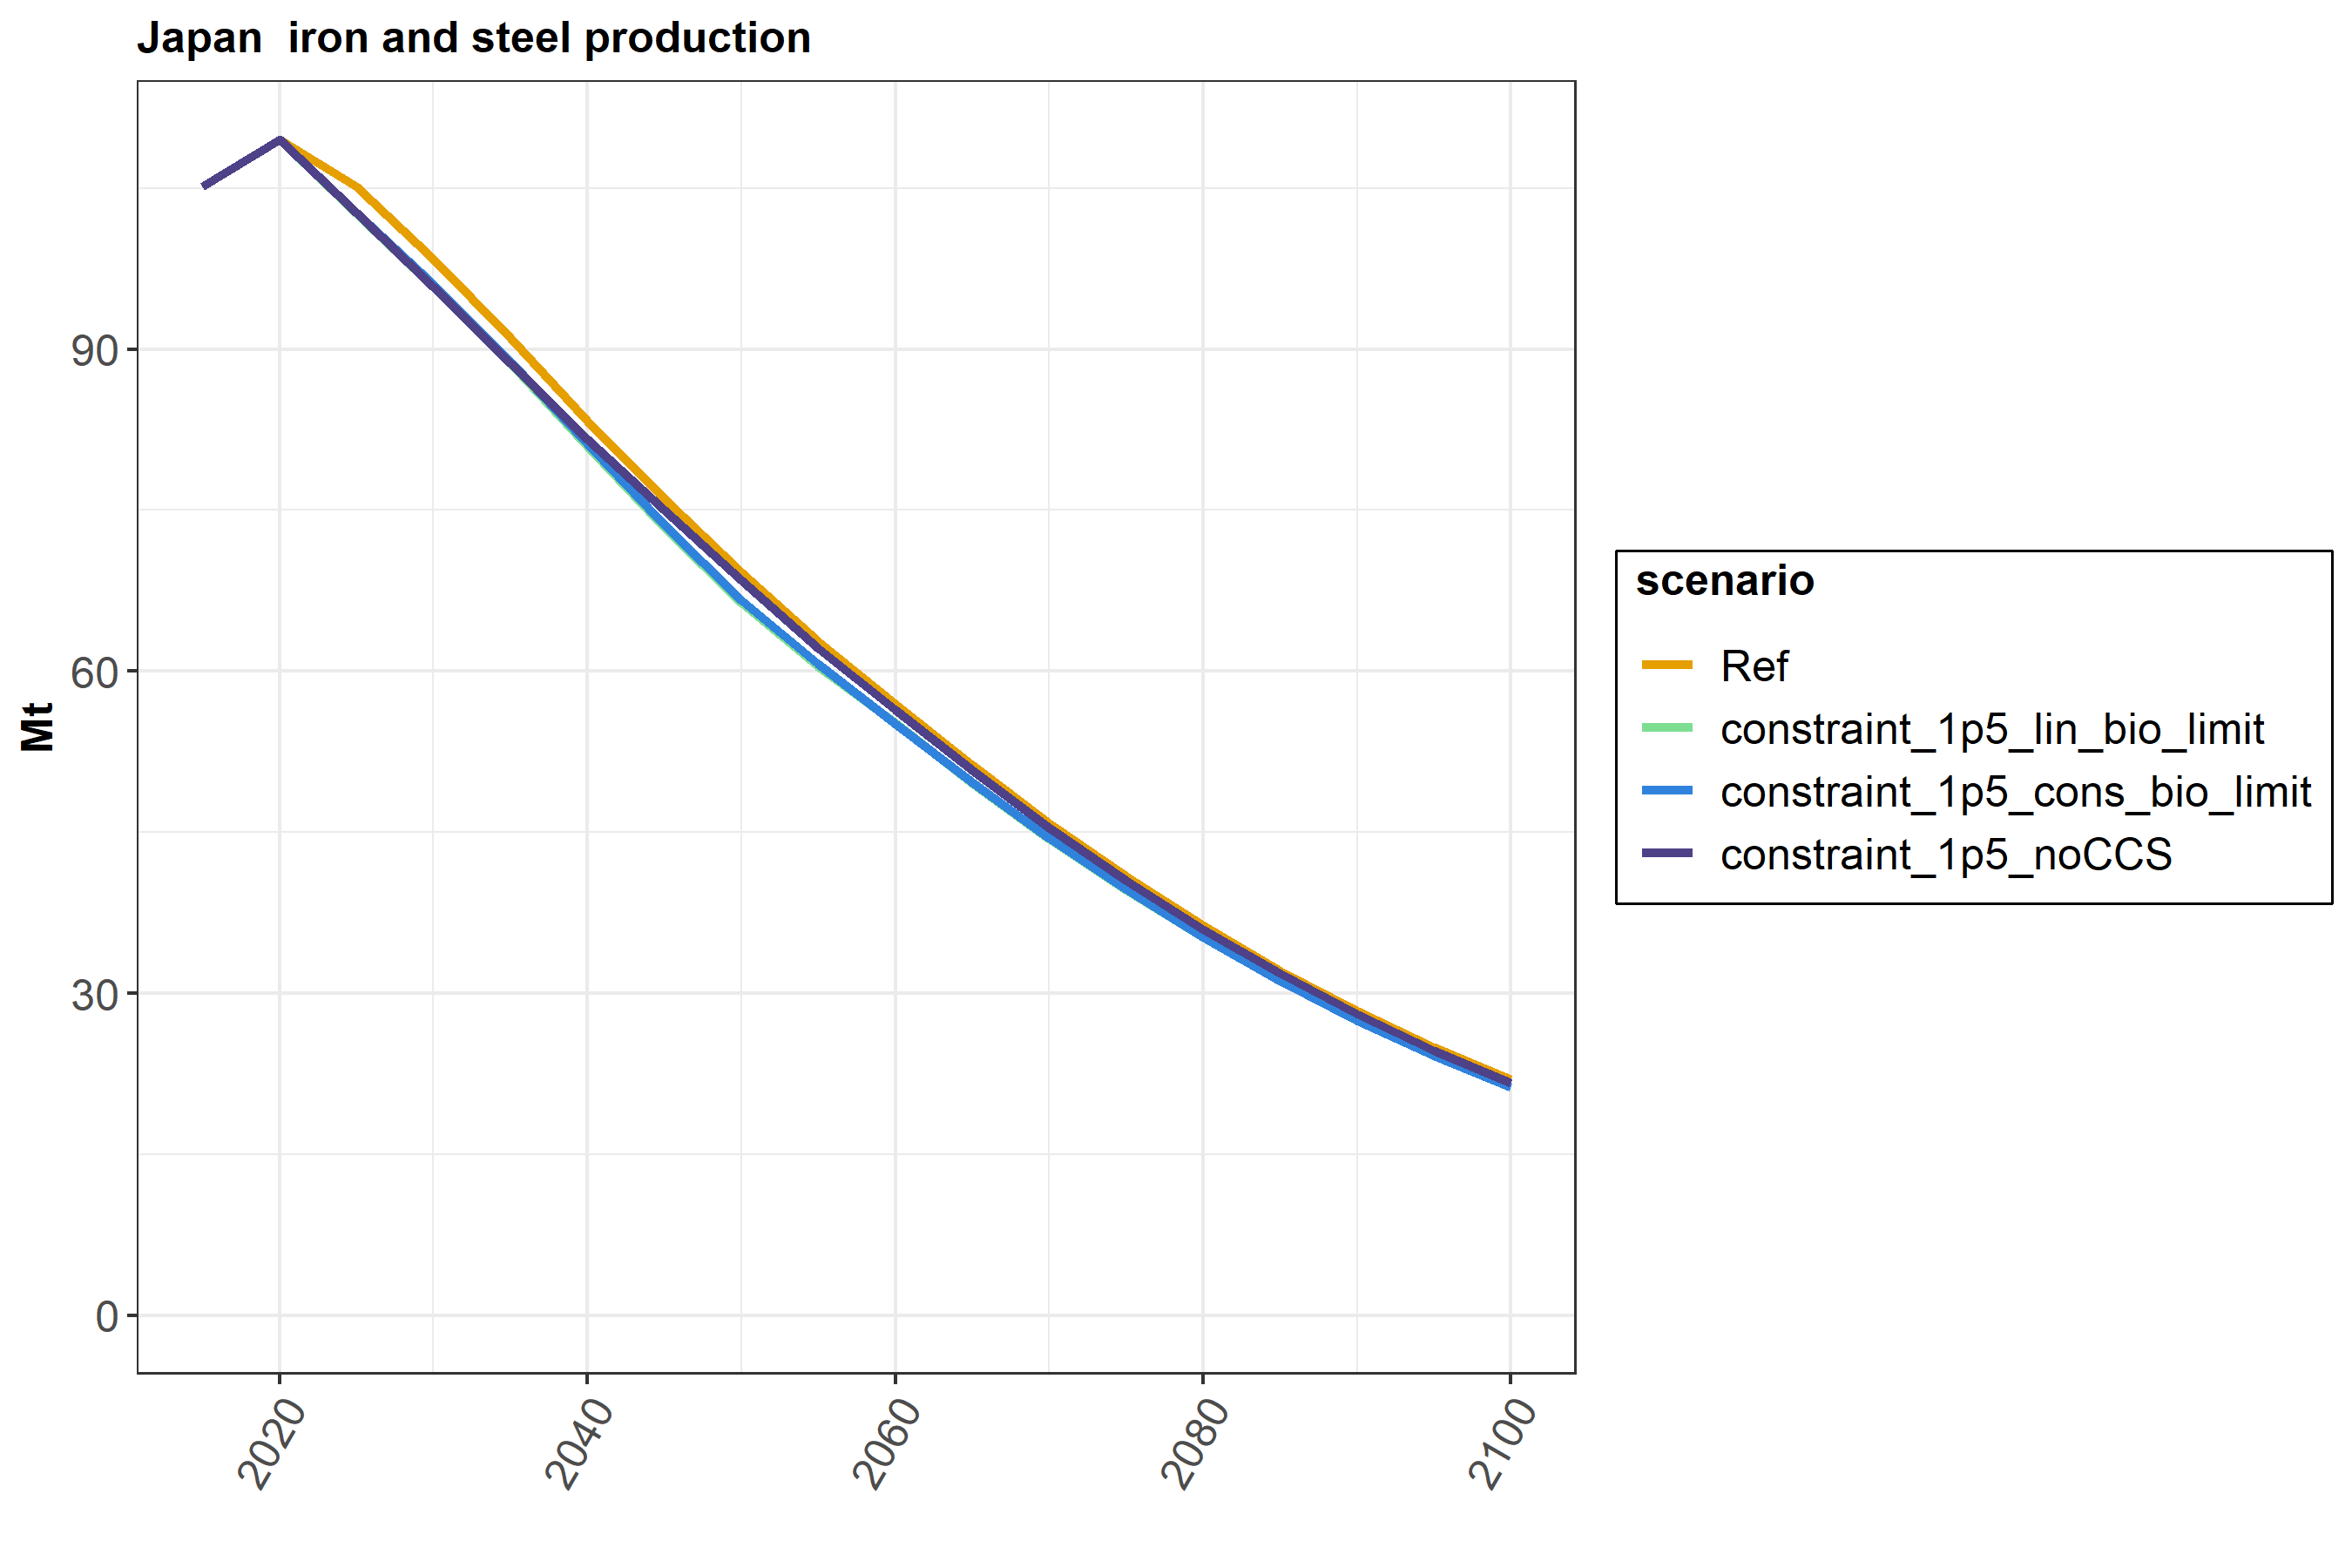 Japan  iron and steel production
Mt
90
60
30
0
2020
2040
2060
2080
2100
scenario
Ref
constraint_1p5_lin_bio_limit
constraint_1p5_cons_bio_limit
constraint_1p5_noCCS